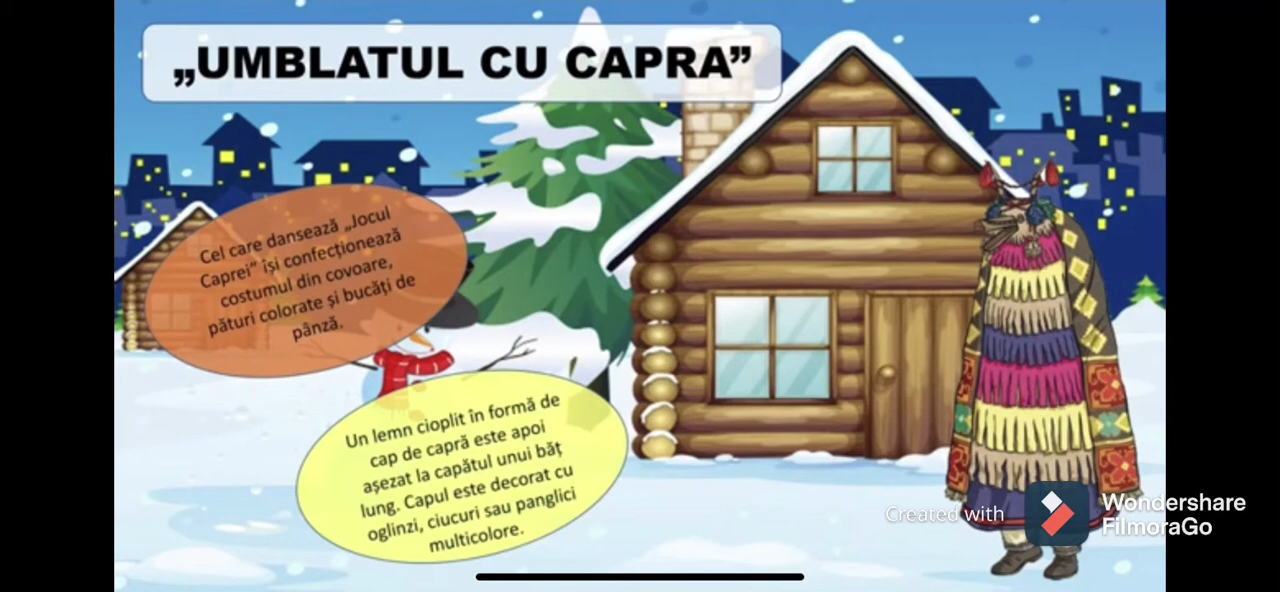 „UMBLATUL CU CAPRA”
Cel care dansează „Jocul
Caprei” își confecționează
costumul din covoare,
pături colorate și bucăți de
pânză.
Un lemn cioplit în formă de
cap de capră este apoi
așezat la capătul unui băț
lung. Capul este decorat cu
oglinzi, ciucuri sau panglici
multicolore.
Created with
Wondershare
FilmoraGo